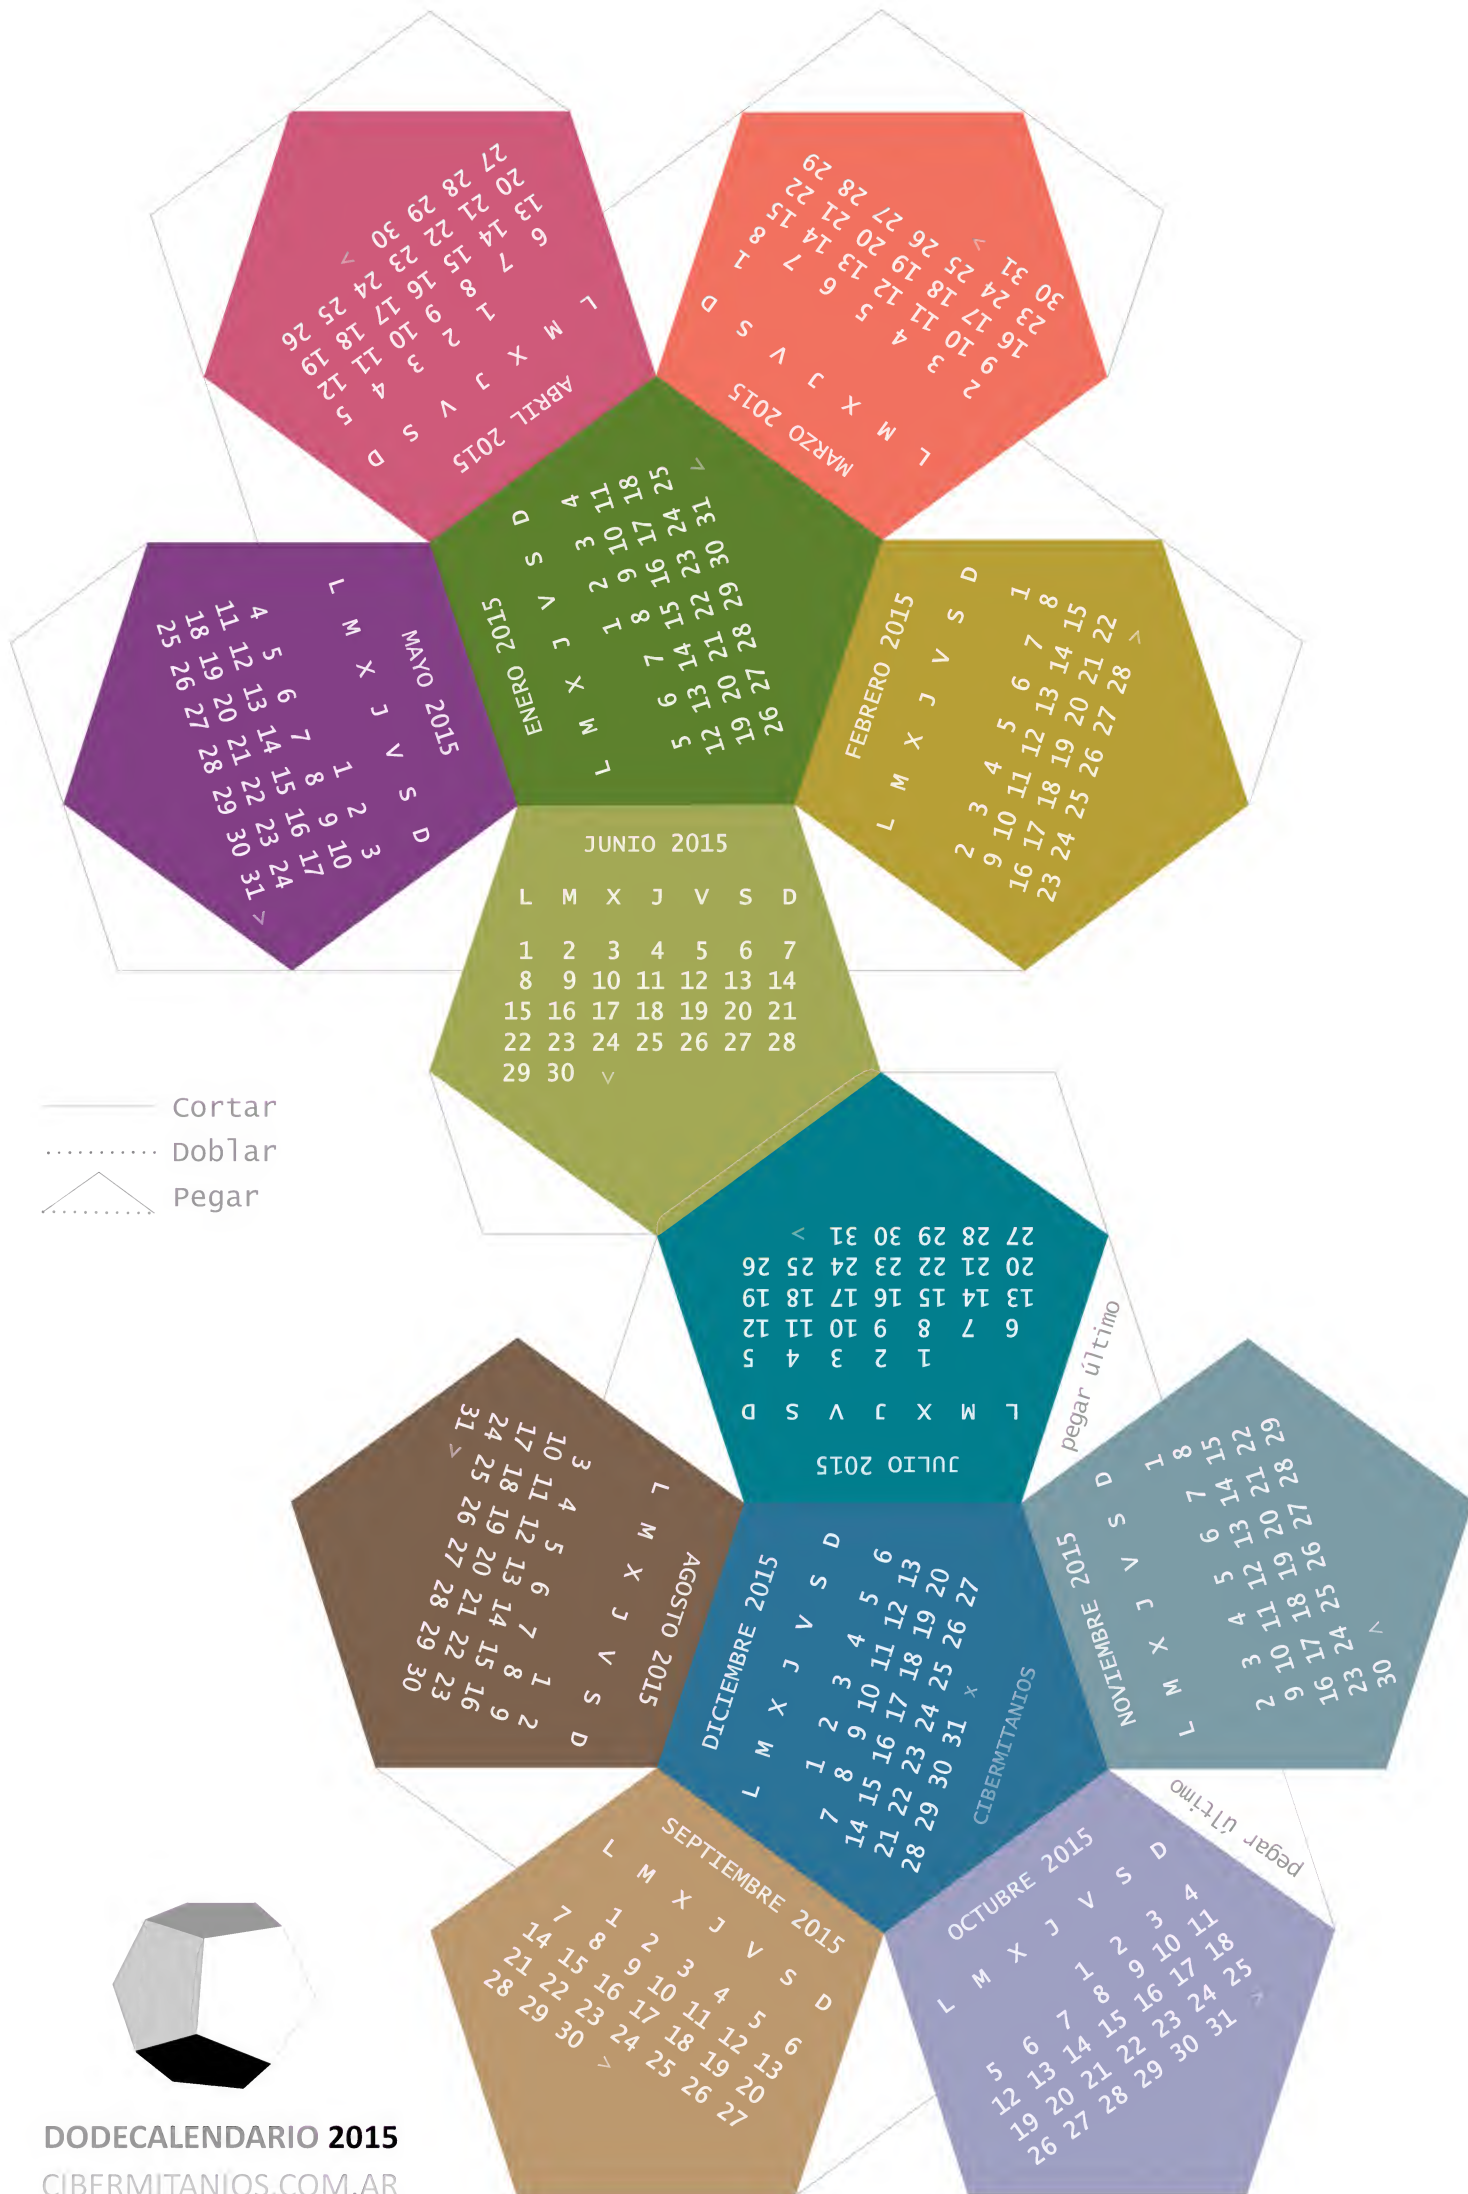 ABRIL 2015
L M X J V S D
1 2 3 4 5
6 7 8 9 10 11 12
13 14 15 16 17 18 19
20 21 22 23 24 25 26
27 28 29 30 v
MARZO 2015
L M X J V S D
1
2 3 4 5 6 7 8
9 10 11 12 13 14 15
16 17 18 19 20 21 22
23 24 25 26 27 28 29
30 31 v
ENERO 2015
L M X J V S D
1 2 3 4
5 6 7 8 9 10 11
12 13 14 15 16 17 18
19 20 21 22 23 24 25
26 27 28 29 30 31 v
MAYO 2015
L M X J V S D
1 2 3
4 5 6 7 8 9 10
11 12 13 14 15 16 17
18 19 20 21 22 23 24
25 26 27 28 29 30 31 v
FEBRERO 2015
L M X J V S D
1
2 3 4 5 6 7 8
9 10 11 12 13 14 15
16 17 18 19 20 21 22
23 24 25 26 27 28 v
JUNIO 2015
L M X J V S D
1 2 3 4 5 6 7
8 9 10 11 12 13 14
15 16 17 18 19 20 21
22 23 24 25 26 27 28
29 30 v
Cortar
Doblar
Pegar
JULIO 2015
L M X J V S D
1 2 3 4 5
6 7 8 9 10 11 12
13 14 15 16 17 18 19
20 21 22 23 24 25 26
27 28 29 30 31 v
pegar último
AGOSTO 2015
L M X J V S D
1 2
3 4 5 6 7 8 9
10 11 12 13 14 15 16
17 18 19 20 21 22 23
24 25 26 27 28 29 30
31 v
DICIEMBRE 2015
L M X J V S D
1 2 3 4 5 6
7 8 9 10 11 12 13
14 15 16 17 18 19 20
21 22 23 24 25 26 27
28 29 30 31 x
CIBERMITANIOS
NOVIEMBRE 2015
L M X J V S D
1
2 3 4 5 6 7 8
9 10 11 12 13 14 15
16 17 18 19 20 21 22
23 24 25 26 27 28 29
30 v
pegar último
SEPTIEMBRE 2015
L M X J V S D
1 2 3 4 5 6
7 8 9 10 11 12 13
14 15 16 17 18 19 20
21 22 23 24 25 26 27
28 29 30 v
OCTUBRE 2015
L M X J V S D
1 2 3 4
5 6 7 8 9 10 11
12 13 14 15 16 17 18
19 20 21 22 23 24 25
26 27 28 29 30 31 v
DODECALENDARIO 2015
CIBERMITANIOS.COM.AR